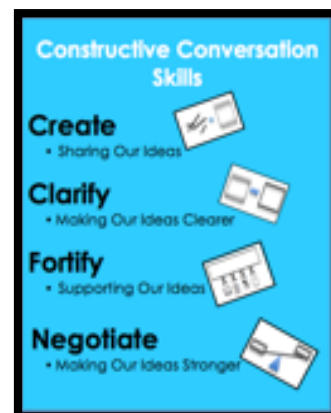 Constructive Conversation
Skills
Create
• Sharing Our Ideas
Clarify
• Making Our Ideas Clearer
Fortify
• Supporting Our Ideas
Negotiate
• Making Our Ideas Stronger